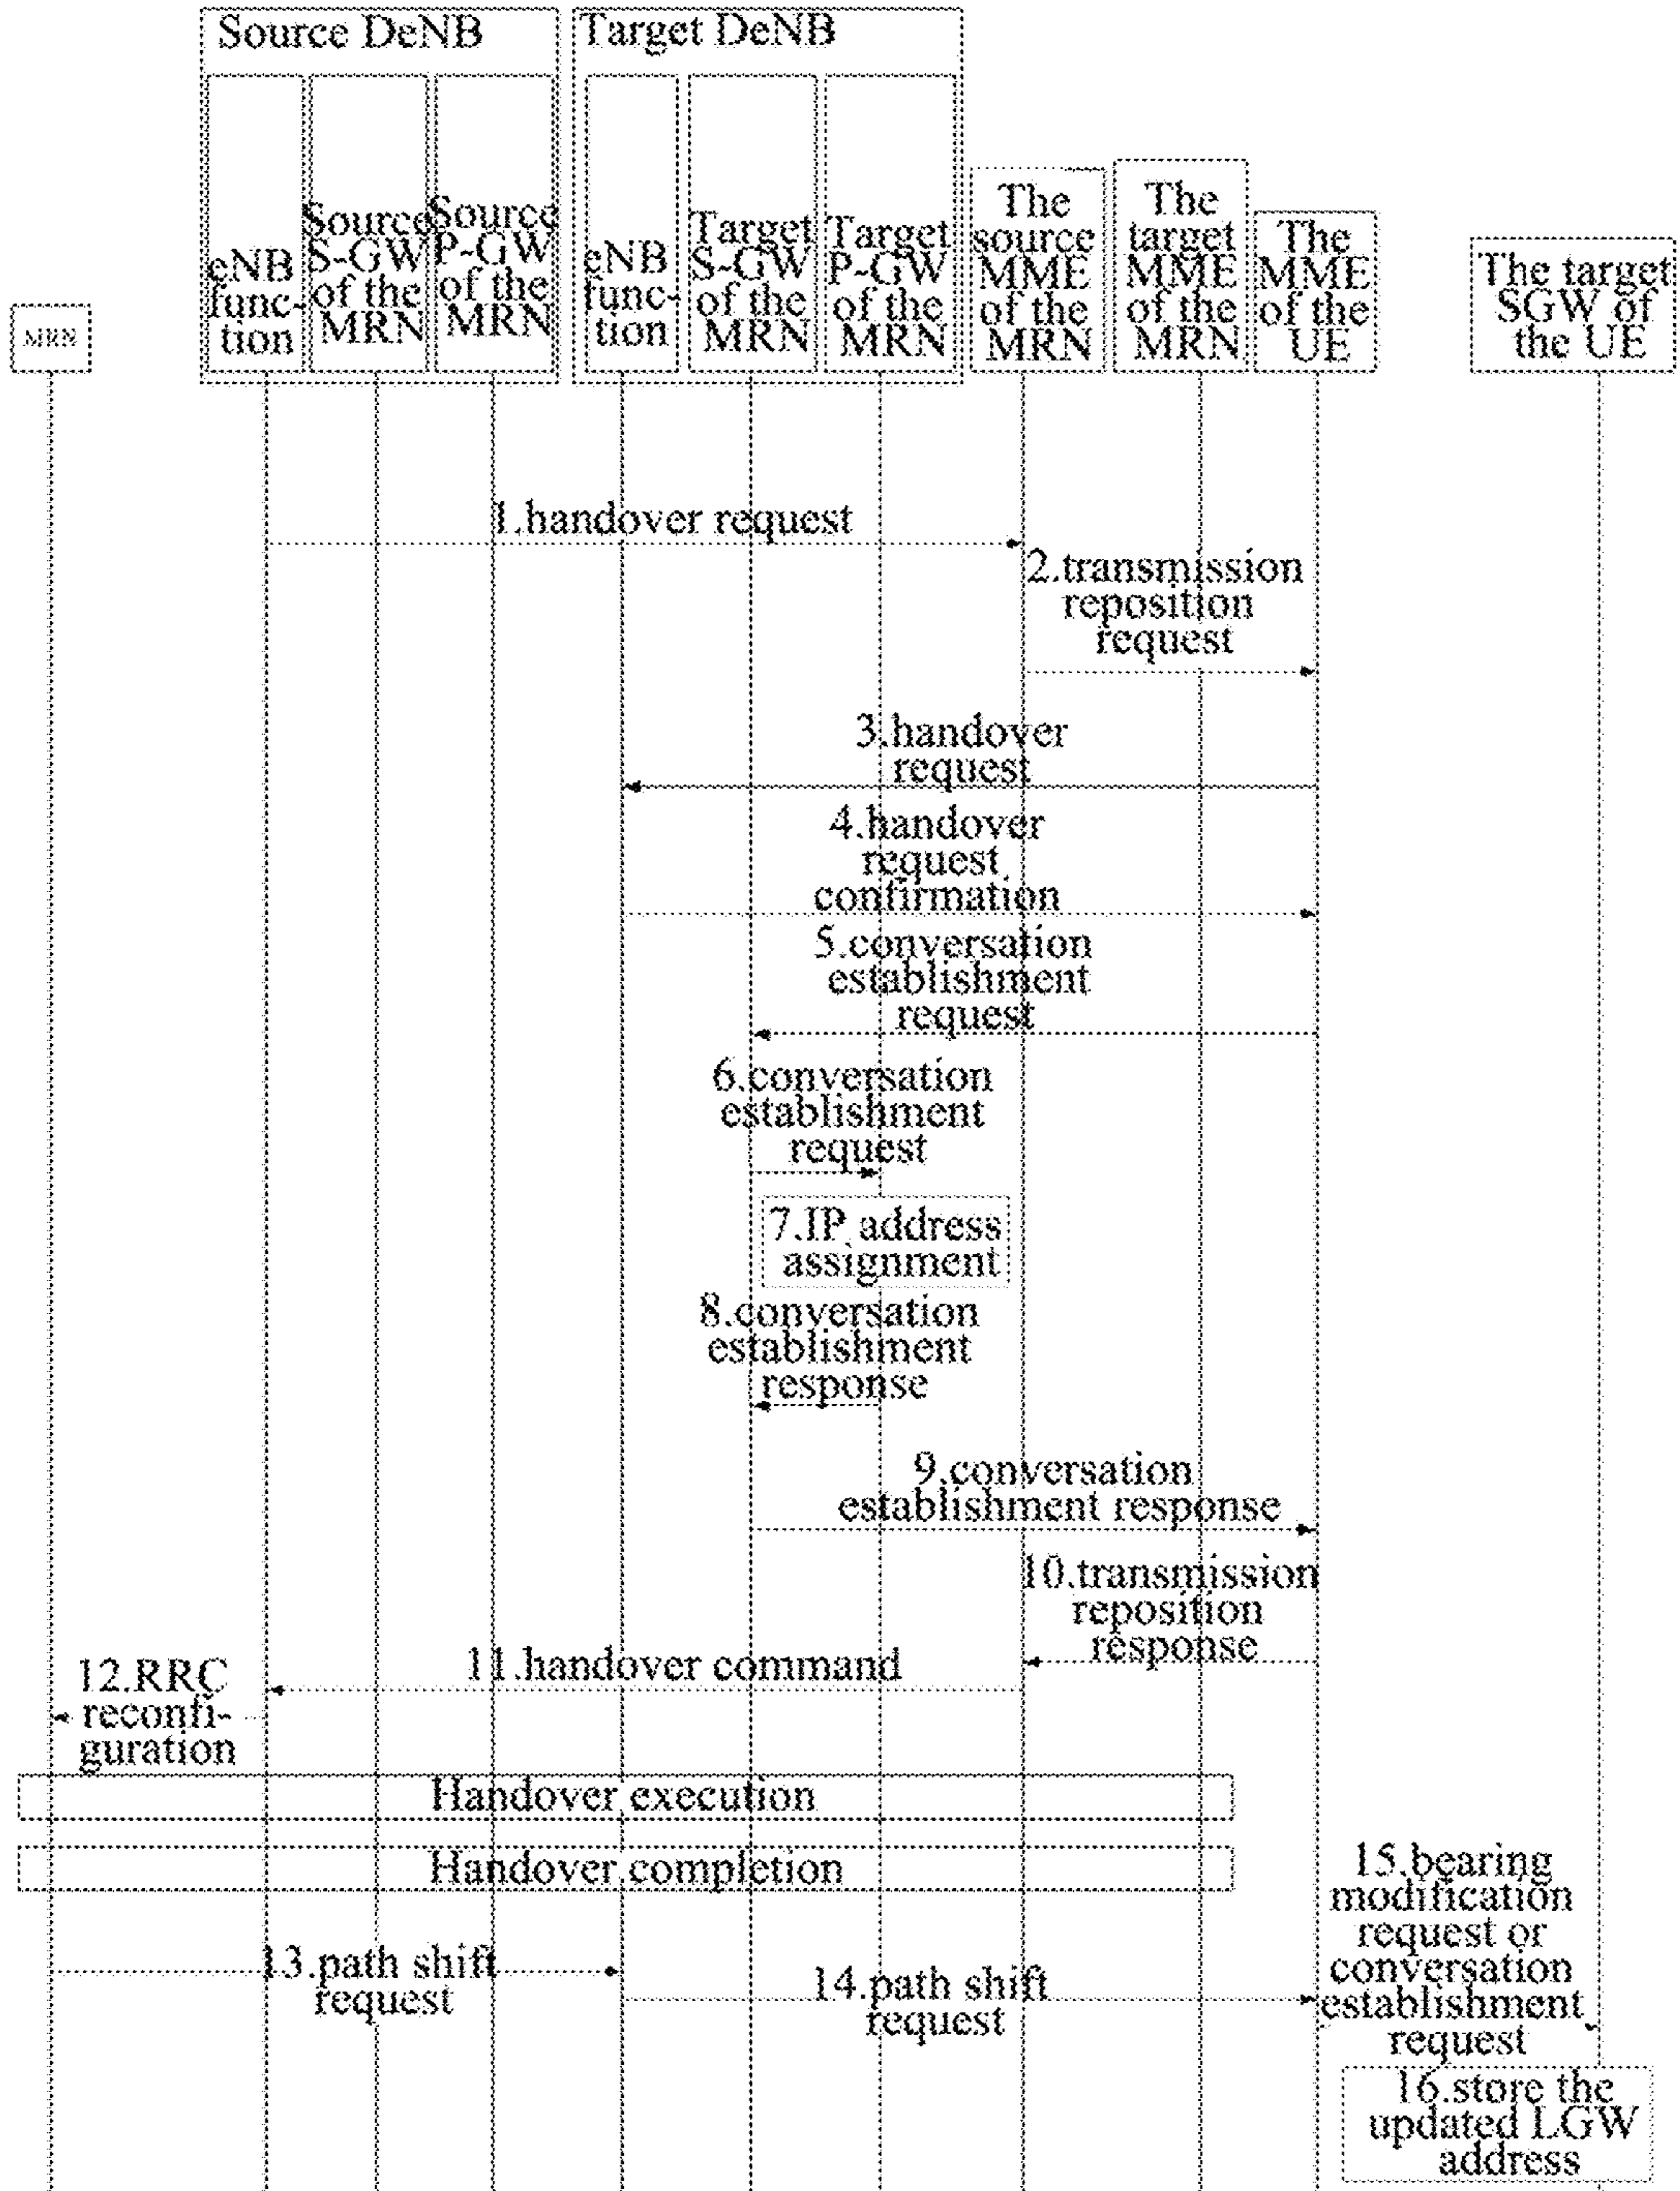 Source DeNB
Target DeNB
MRN
eNB
func-
tion
Source
S-GW
of the
MRN
Source
P-GW
of the
MRN
eNB
func-
tion
Target
S-GW
of the
MRN
Target
P-GW
of the
MRN
The
source
MME
of the
MRN
The
target
MME
of the
MRN
The
MME
of the
UE
The target
SGW of
the UE
1.handover request
2.transmission
reposition
request
3.handover
request
4.handover
request
confirmation
5.conversation
establishment
request
6.conversation
establishment
request
7.IP address
assignment
8.conversation
establishment
response
9.conversation
establishment response
10.transmission
reposition
response
11.handover command
12.RRC
reconfi-
guration
Handover execution
Handover completion
13.path shift
request
14.path shift
request
15.bearing
modification
request or
conversation
establishment
request
16.store the
updated LGW
address